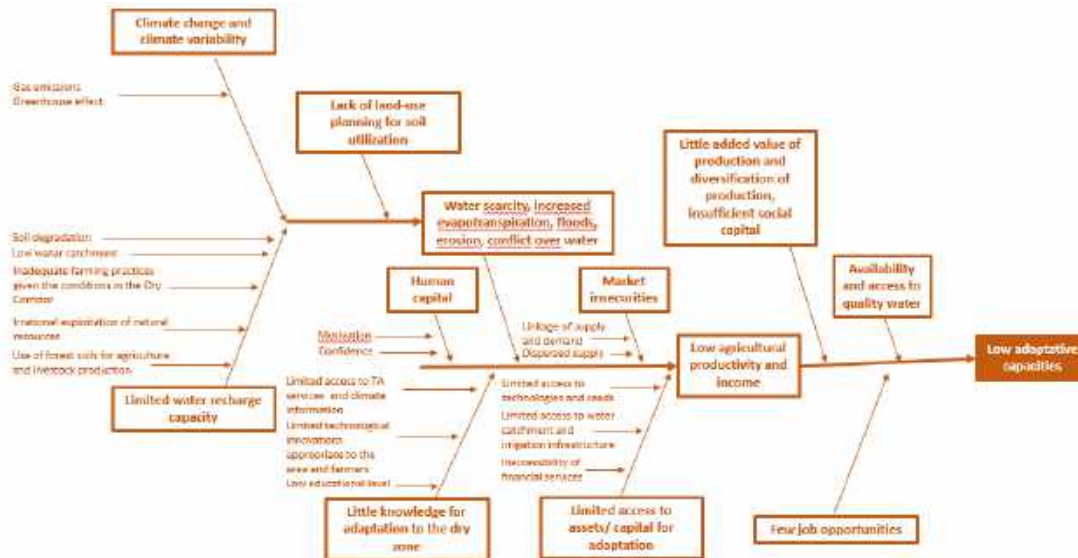 Climate change and
climate variability
Gas emissions
Greenhouse effect
Lack of land-use
planning for soil
utilization
Little added value of
production and
diversification of
production,
insufficient social
capital
Water scarcity, increased
evapotranspiration, floods,
erosion, conflict over water
Soil degradation
Low water catchment
Inadequate farming practices
given the conditions in the Dry
Corridor
Irrational exploitation of natural
resources
Use of forest soils for agriculture
and livestock production
Limited water recharge
capacity
Human
capital
Motivation
Confidence
Market
insecurities
Linkage of supply
and demand
Dispersed supply
Availability
and access to
quality water
Low agricultural
productivity and
income
Low adaptative
capacities
Limited access to TA
services and climate
information
Limited technological
innovations
appropriate to the
area and farmers
Low educational level
Limited access to
technologies and seeds
Limited access to water
catchment and
irrigation infrastructure
Inaccessibility of
financial services
Little knowledge for
adaptation to the dry
zone
Limited access to
assets/ capital for
adaptation
Few job opportunities